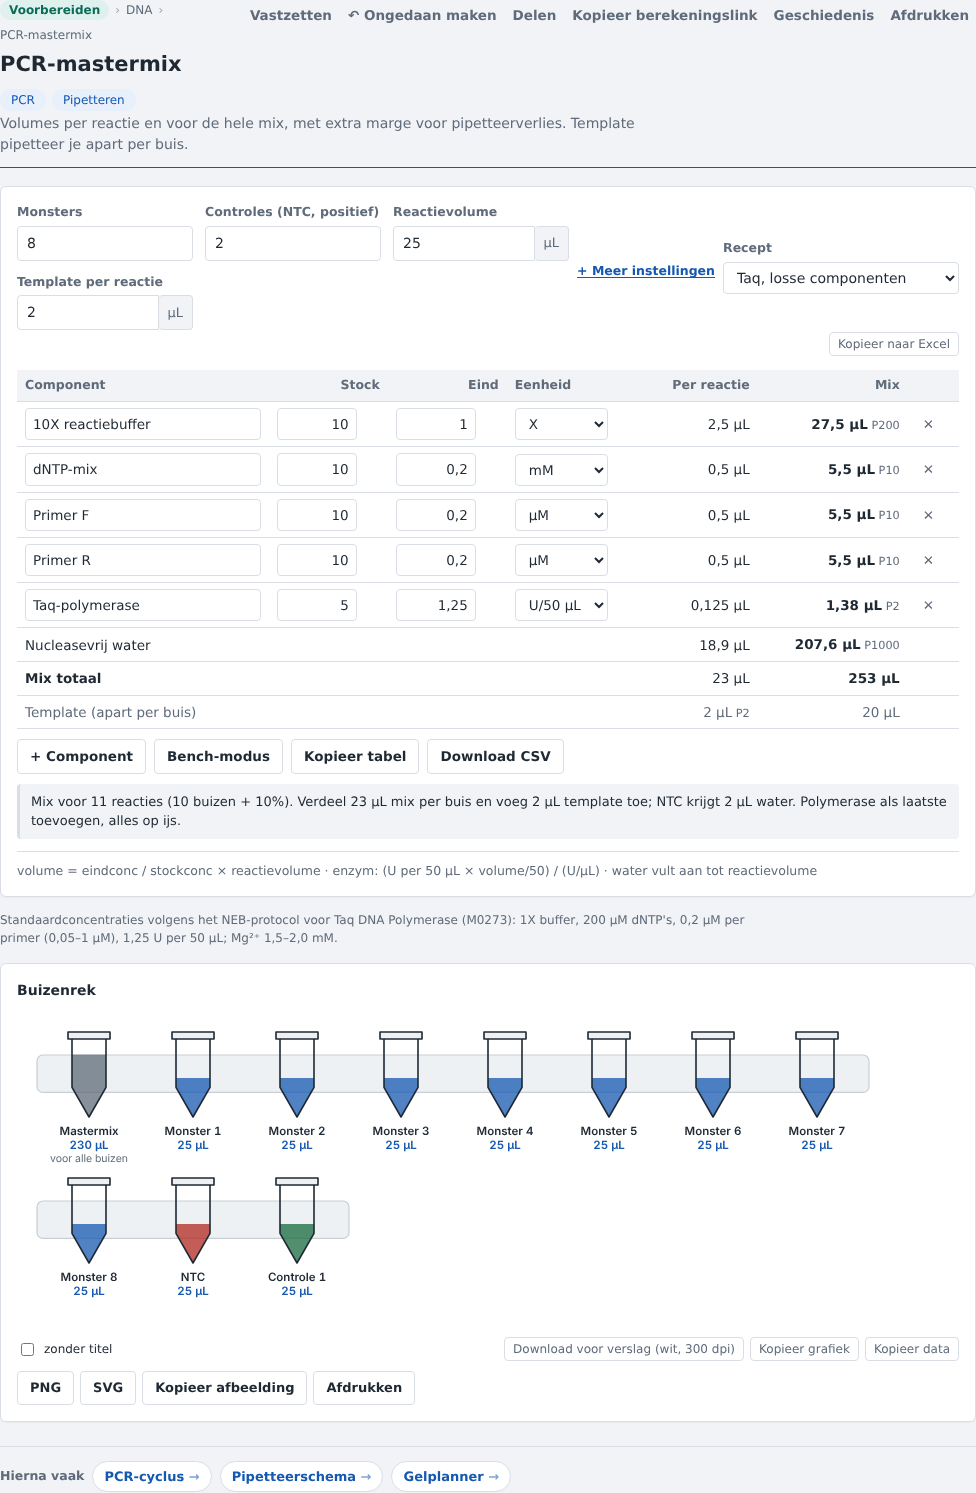 Voorbereiden › DNA ›
PCR-mastermix
Vastzetten ↶ Ongedaan maken Delen Kopieer berekeningslink Geschiedenis Afdrukken
PCR-mastermix
PCR Pipetteren
Volumes per reactie en voor de hele mix, met extra marge voor pipetteerverlies. Template
pipetteer je apart per buis.
Monsters Controles (NTC, positief) Reactievolume
8 2 25 µL
+ Meer instellingen
Recept
Taq, losse componenten
Template per reactie
2 µL
Kopieer naar Excel
Component Stock Eind Eenheid Per reactie Mix
10X reactiebuffer 10 1 X 2,5 µL 27,5 µL P200 ×
dNTP-mix 10 0,2 mM 0,5 µL 5,5 µL P10 ×
Primer F 10 0,2 µM 0,5 µL 5,5 µL P10 ×
Primer R 10 0,2 µM 0,5 µL 5,5 µL P10 ×
Taq-polymerase 5 1,25 U/50 µL 0,125 µL 1,38 µL P2 ×
Nucleasevrij water 18,9 µL 207,6 µL P1000
Mix totaal 23 µL 253 µL
Template (apart per buis) 2 µL P2 20 µL
+ Component Bench-modus Kopieer tabel Download CSV
Mix voor 11 reacties (10 buizen + 10%). Verdeel 23 µL mix per buis en voeg 2 µL template toe; NTC krijgt 2 µL water. Polymerase als laatste
toevoegen, alles op ijs.
volume = eindconc / stockconc × reactievolume · enzym: (U per 50 µL × volume/50) / (U/µL) · water vult aan tot reactievolume
Standaardconcentraties volgens het NEB-protocol voor Taq DNA Polymerase (M0273): 1X buffer, 200 µM dNTP's, 0,2 µM per
primer (0,05–1 µM), 1,25 U per 50 µL; Mg²⁺ 1,5–2,0 mM.
Buizenrek
Mastermix Monster 1 Monster 2 Monster 3 Monster 4 Monster 5 Monster 6 Monster 7
230 µL 25 µL 25 µL 25 µL 25 µL 25 µL 25 µL 25 µL
voor alle buizen
Monster 8 NTC Controle 1
25 µL 25 µL 25 µL
zonder titel Download voor verslag (wit, 300 dpi) Kopieer grafiek Kopieer data
PNG SVG Kopieer afbeelding Afdrukken
Hierna vaak PCR-cyclus → Pipetteerschema → Gelplanner →